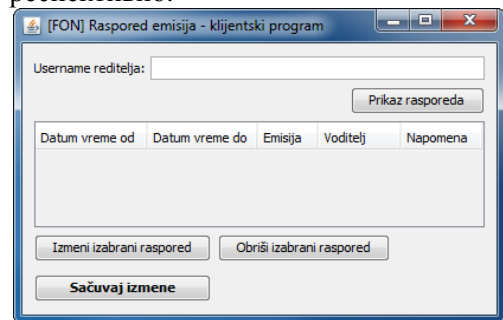 респективно.
[FON] Raspored emisija - klijentski program
Username reditelja:
Prikaz rasporeda
Datum vreme od Datum vreme do Emisija Voditelj Napomena
Izmeni izabrani raspored Obriši izabrani raspored
Sačuvaj izmene